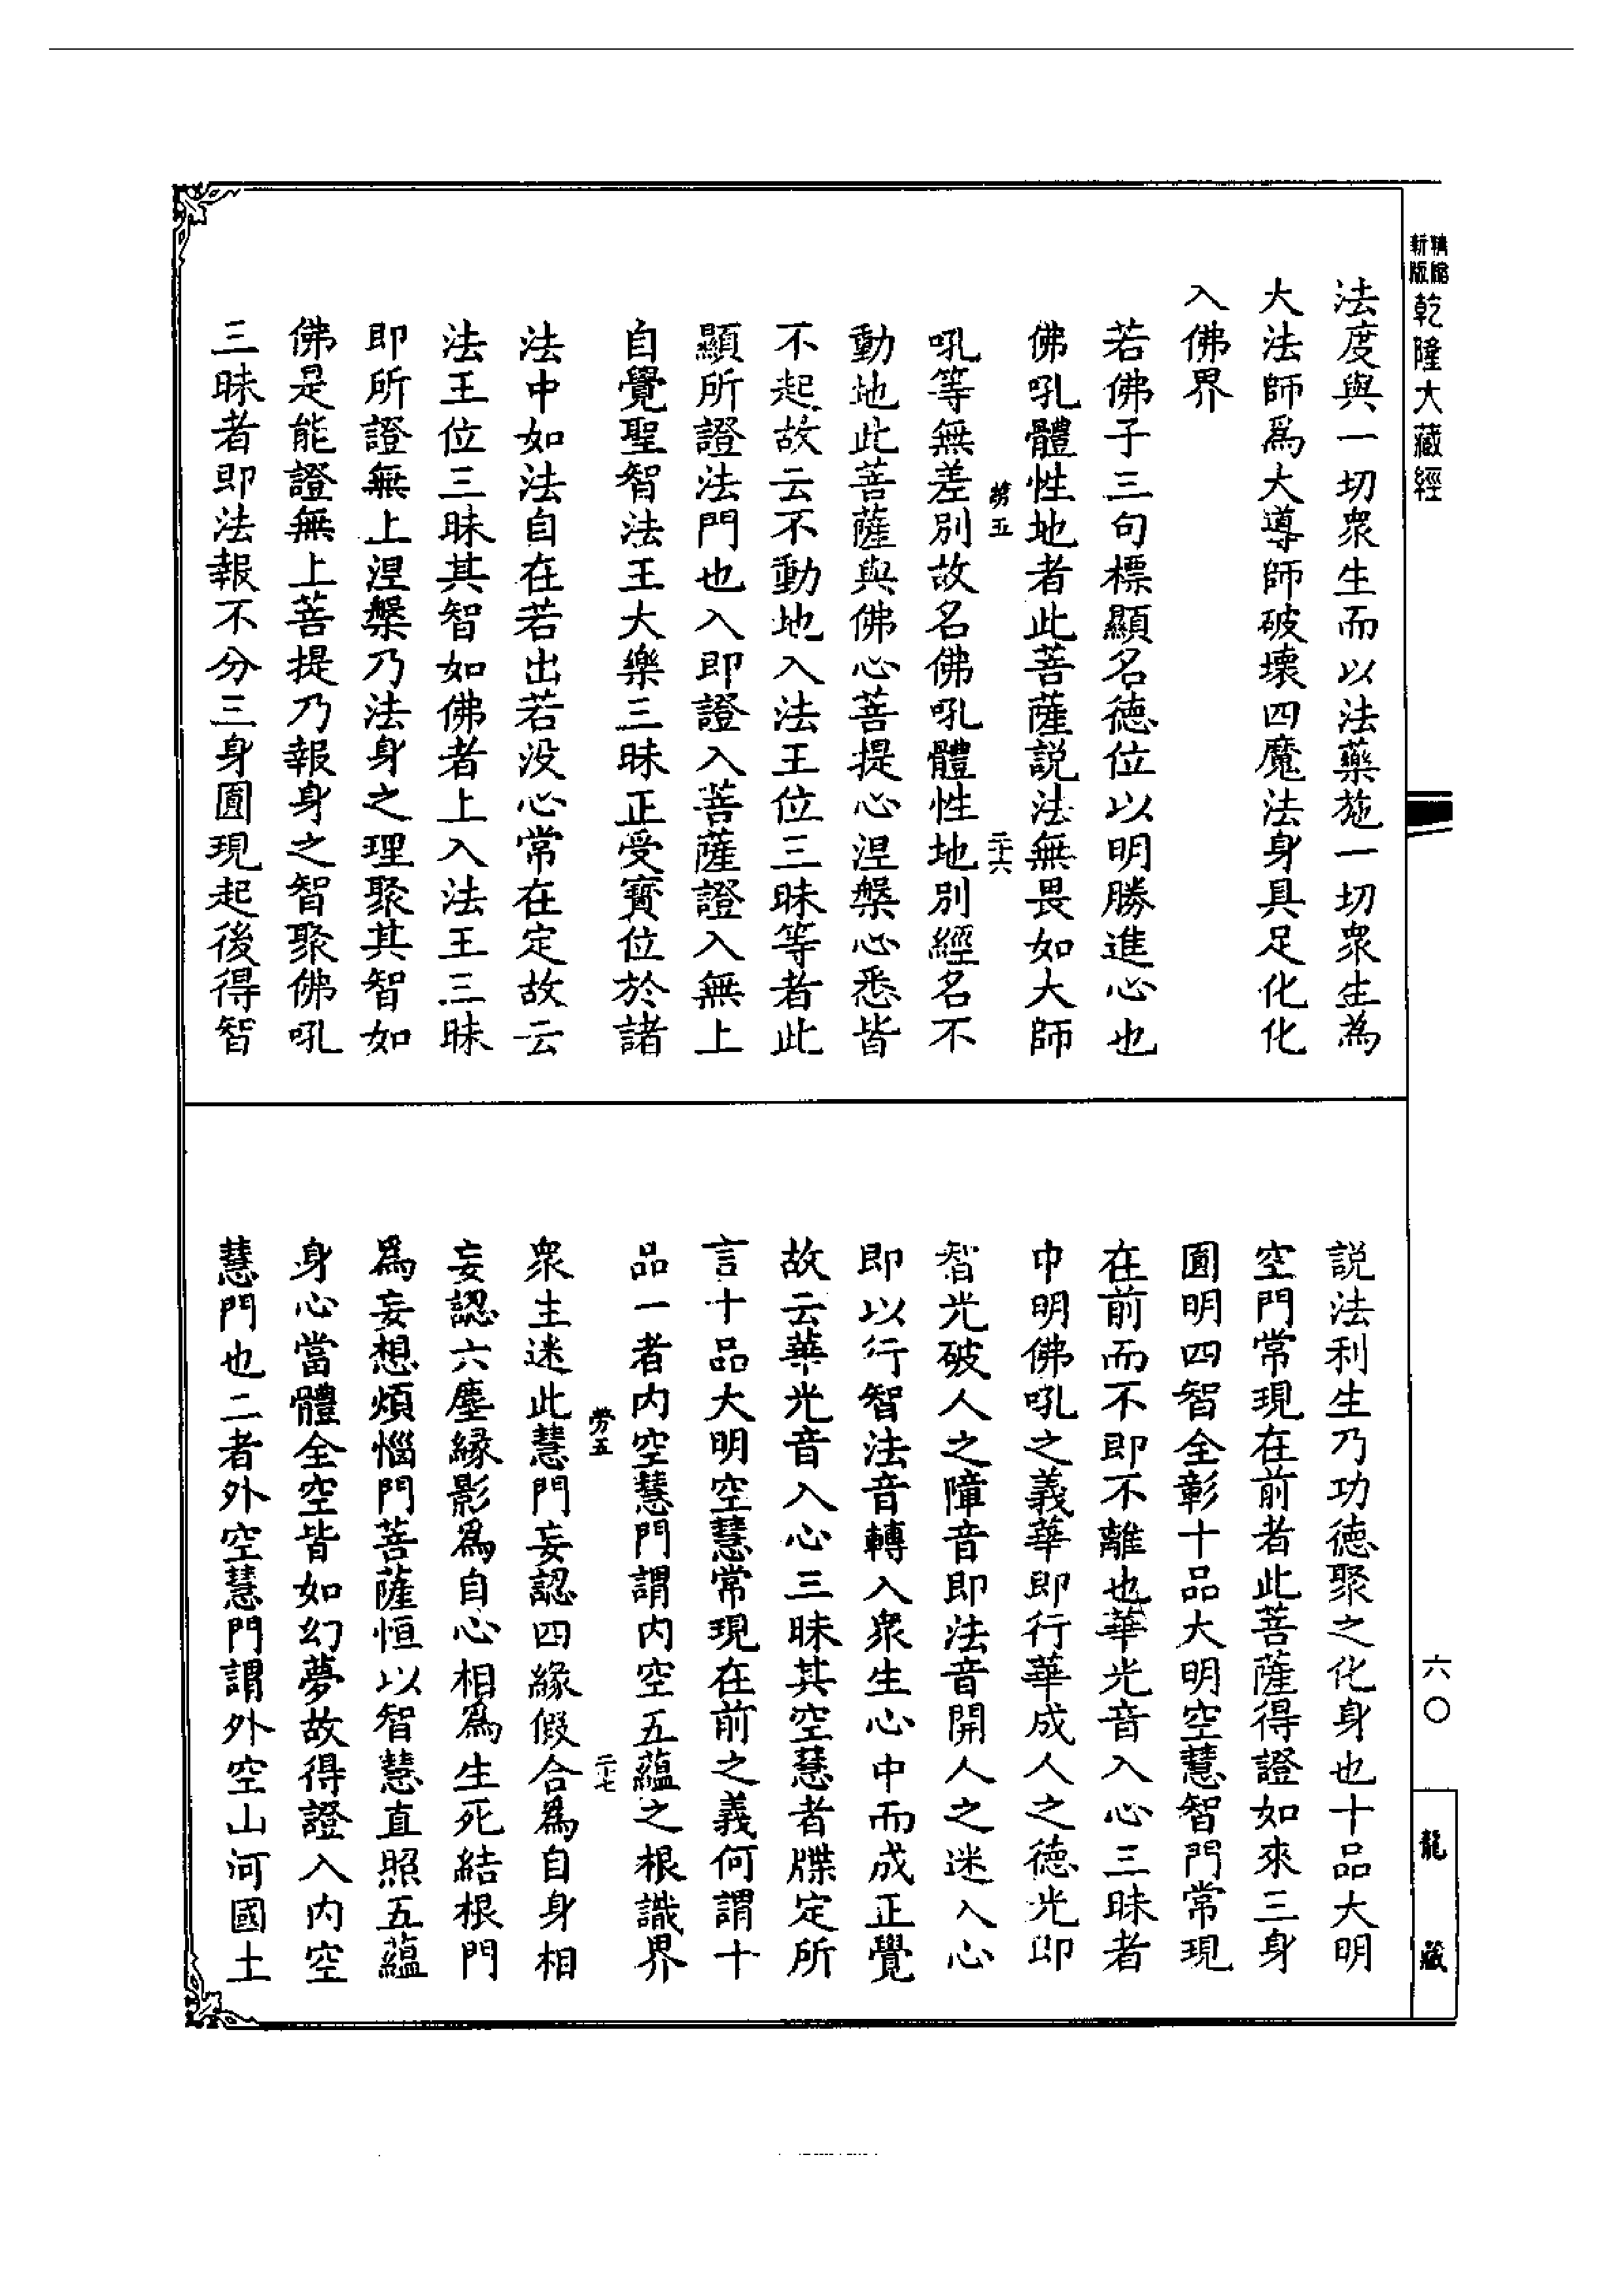 新版
精縮
乾隆大藏經
法度與一切衆生而以法藥施一切衆生為
大法師爲大導師破壞四魔法身具足化化
入佛界
若佛子三句標顯名德位以明勝進心也
佛吼體性地者此菩薩説法無畏如大師
勞五
二十六
吼等無差別故名佛吼體性地別經名不
動地此菩薩與佛心菩提心涅槃心悉皆
不起故云不動地入法王位三昧等者此
顯所證法門也入即證入菩薩證入無上
自覺聖智法王大樂三昧正受寶位於諸
法中如法自在若出若没心常在定故云
法王位三昧其智如佛者上入法王三昧
即所證無上涅槃乃法身之理聚其智如
佛是能證無上菩提乃報身之智聚佛吼
三昧者即法報不分三身圓現起後得智
説法利生乃功德聚之化身也十品大明
空門常現在前者此菩薩得證如來三身
圓明四智全彰十品大明空慧智門常現
在前而不即不離也華光音入心三昧者
巾明佛吼之義華即行華成人之德光即
智光破人之障音即法音開人之迷入心
即以行智法音轉入衆生心中而成正覺
故云華光音入心三昧其空慧者牒定所
言十品大明空慧常現在前之義何謂十
品一者内空慧門謂内空五蘊之根識界
勞五
二十七
衆生迷此慧門妄認四緣假合爲自身相
妄認六塵緣影為自心相爲生死結根門
爲妄想煩惱門菩薩恒以智慧直照五蘊
身心當體全空皆如幻夢故得證入内空
慧門也二者外空慧門謂外空山河國土
六〇
龍藏